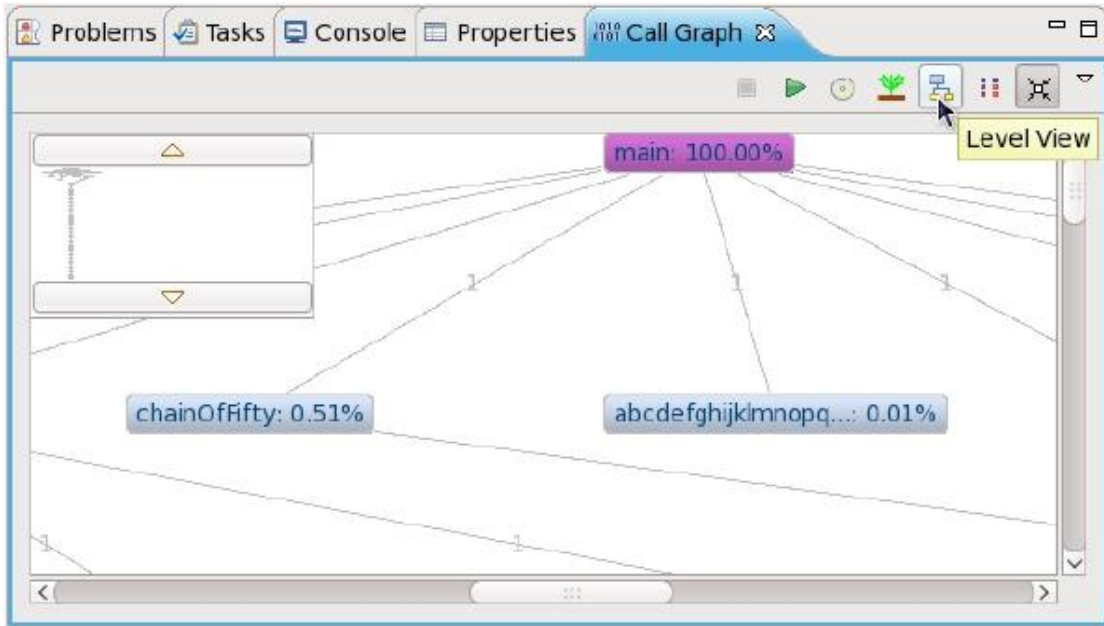 Problems Tasks Console Properties Call Graph
Level View
main: 100.00%
1 1 1
chainOfFifty: 0.51% abcdefghijklmnopq...: 0.01%
1 1